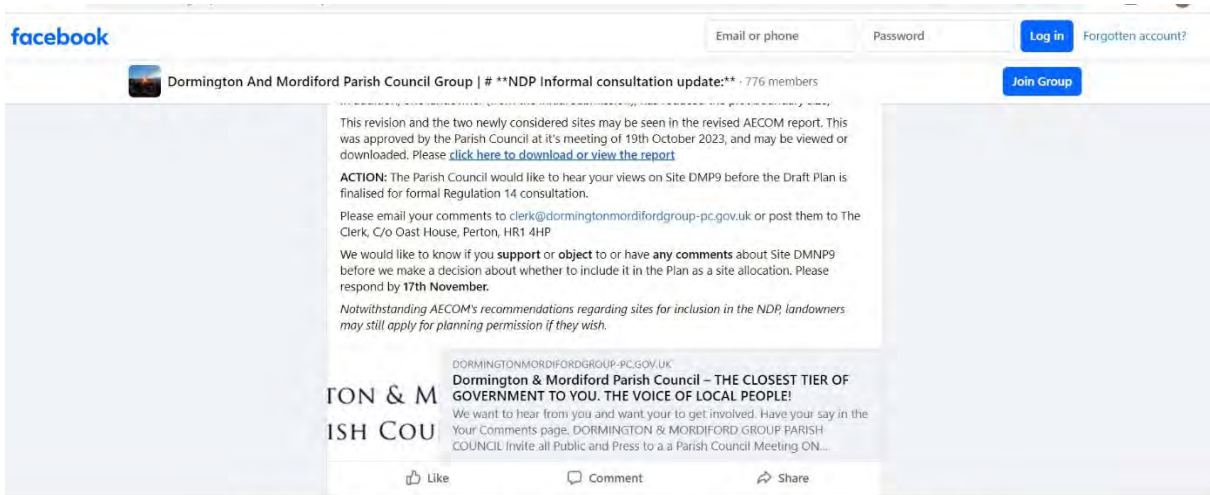 facebook
Email or phone
Password
Log in
Forgotten account?
Dormington And Mordiford Parish Council Group | # **NDP Informal consultation update:** · 776 members
Join Group
This revision and the two newly considered sites may be seen in the revised AECOM report. This
was approved by the Parish Council at it's meeting of 19th October 2023, and may be viewed or
downloaded. Please click here to download or view the report
ACTION: The Parish Council would like to hear your views on Site DMP9 before the Draft Plan is
finalised for formal Regulation 14 consultation.
Please email your comments to clerk@dormingtonmordifordgroup-pc.gov.uk or post them to The
Clerk, C/o Oast House, Perton, HR1 4HP
We would like to know if you support or object to or have any comments about Site DMNP9
before we make a decision about whether to include it in the Plan as a site allocation. Please
respond by 17th November.
Notwithstanding AECOM's recommendations regarding sites for inclusion in the NDP, landowners
may still apply for planning permission if they wish.
TON & M
ISH COU
DORMINGTONMORDIFORDGROUP-PC.GOV.UK
Dormington & Mordiford Parish Council – THE CLOSEST TIER OF
GOVERNMENT TO YOU. THE VOICE OF LOCAL PEOPLE!
We want to hear from you and want your to get involved. Have your say in the
Your Comments page. DORMINGTON & MORDIFORD GROUP PARISH
COUNCIL Invite all Public and Press to a a Parish Council Meeting ON...
Like
Comment
Share